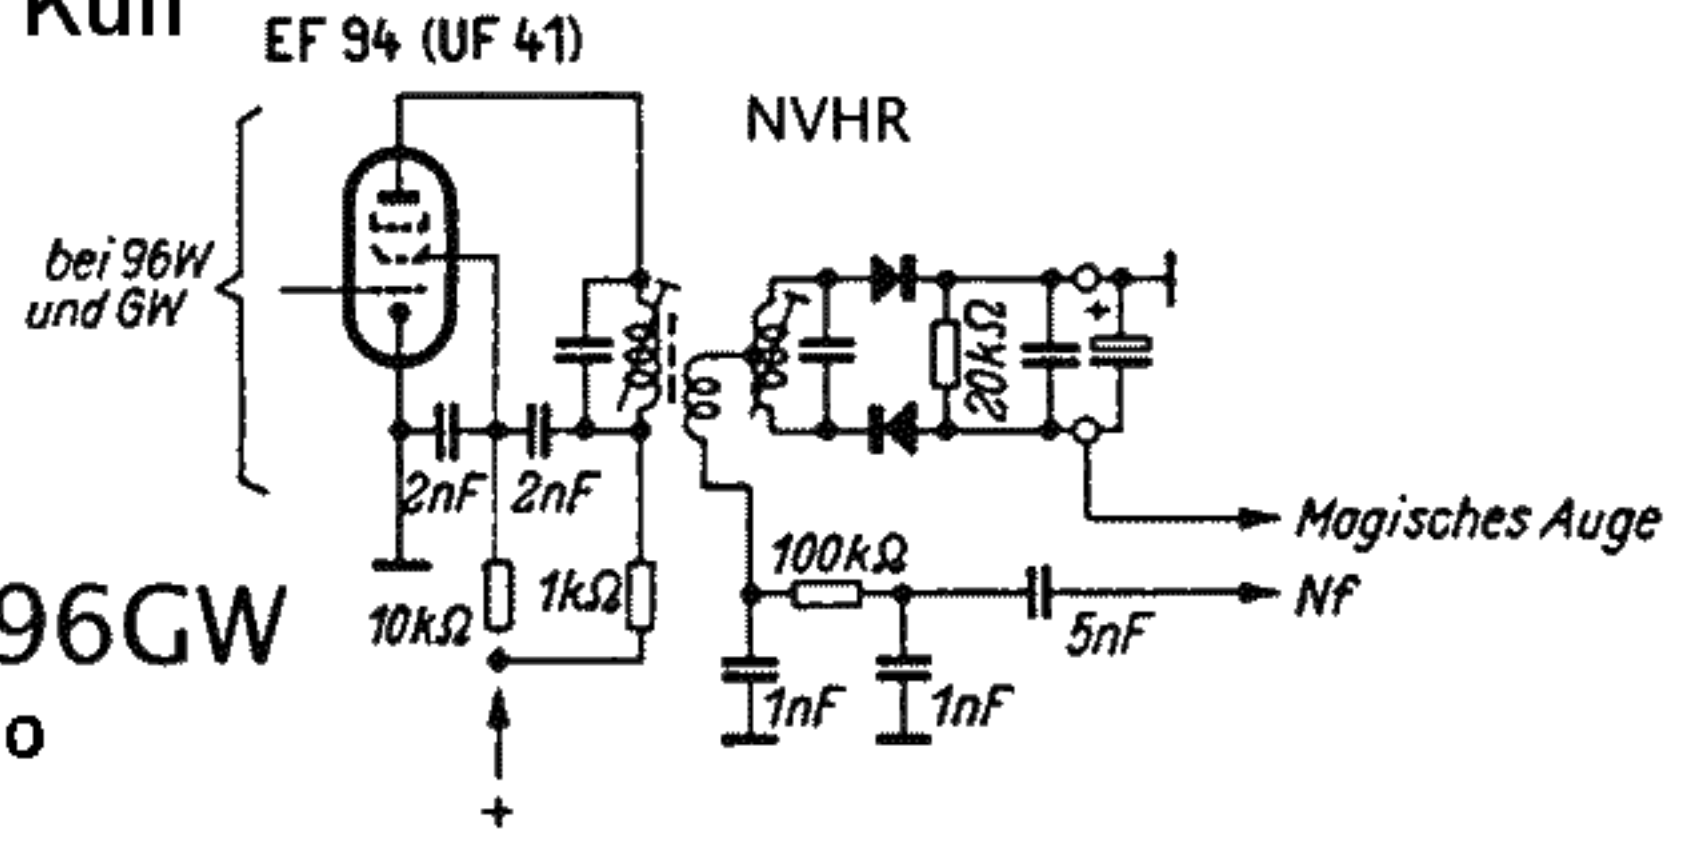 EF 94 (UF 41)
NVHR
bei 96W
und GW
+
20kΩ
2nF
2nF
Magisches Auge
100kΩ
Nf
10kΩ
1kΩ
5nF
96GW
1nF
1nF
o
+